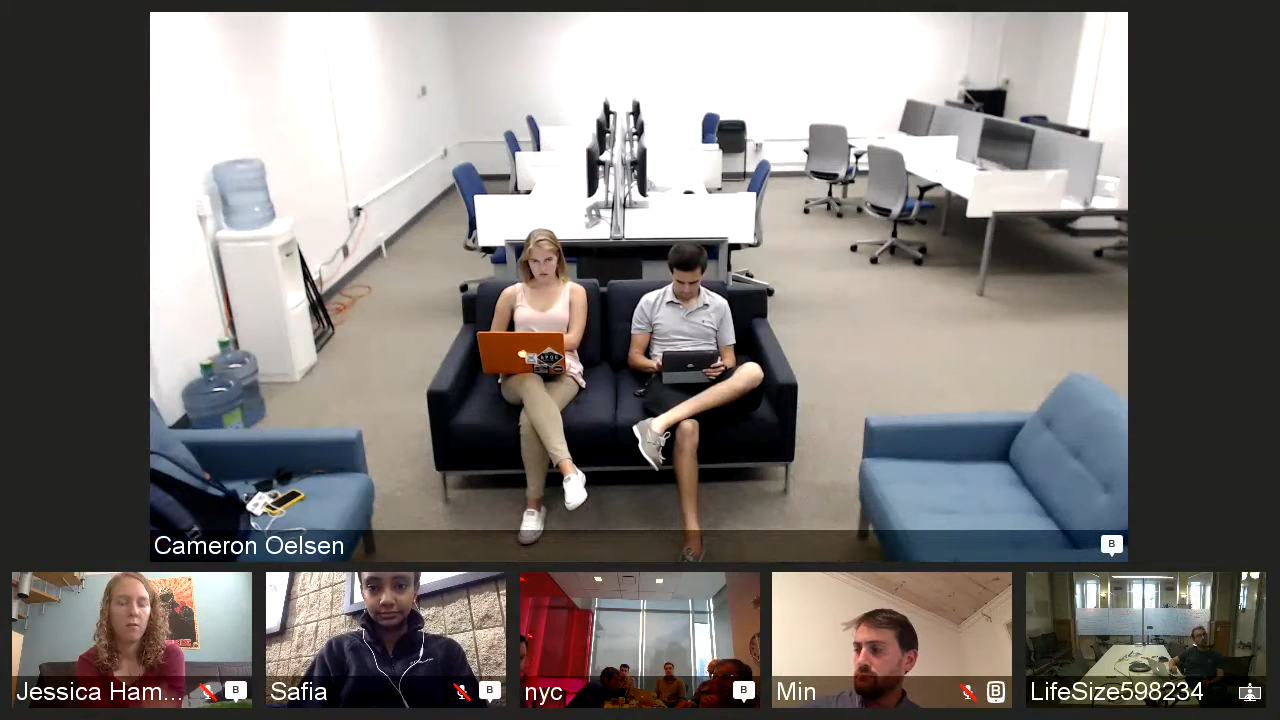 Cameron Oelsen
B
Jessica Ham...
B
Safia
B
nyc
B
Min
B
LifeSize598234